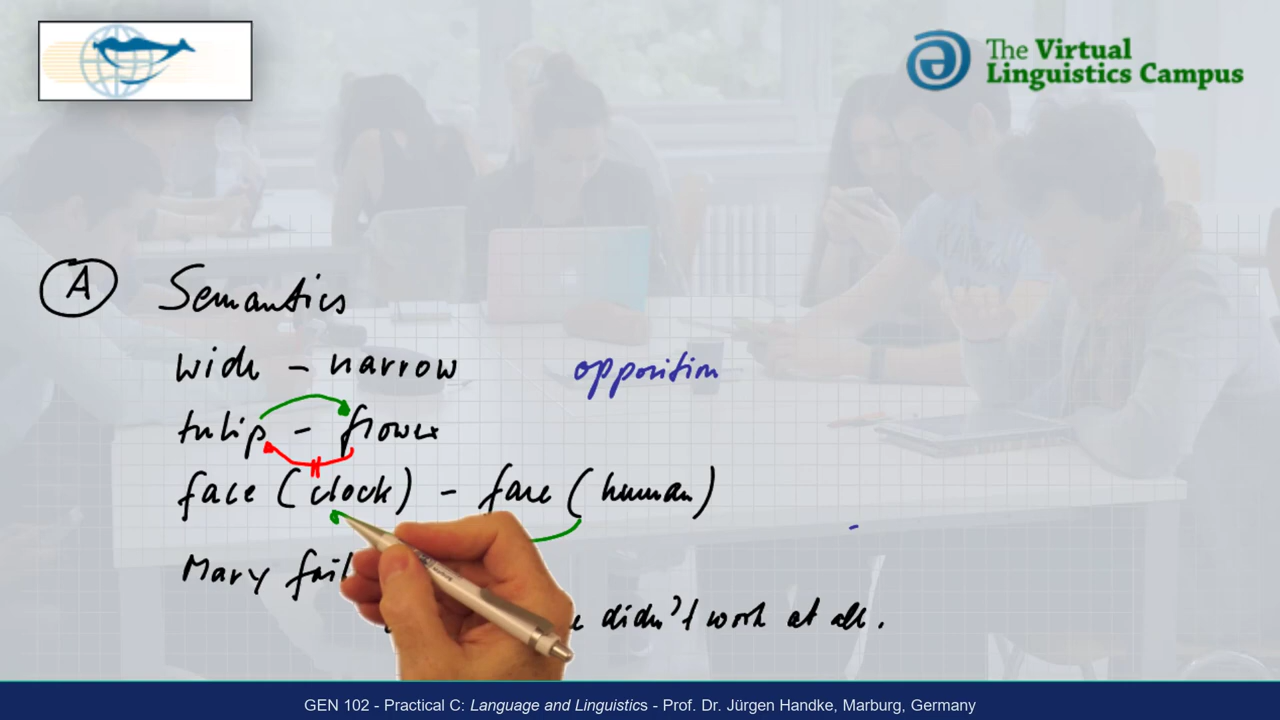 The Virtual
Linguistics Campus
A Semantics
wide - narrow opposition
tulip - flower
face (clock) - face (human)
Mary
didn't work at all.
GEN 102 - Practical C: Language and Linguistics - Prof. Dr. Jürgen Handke, Marburg, Germany